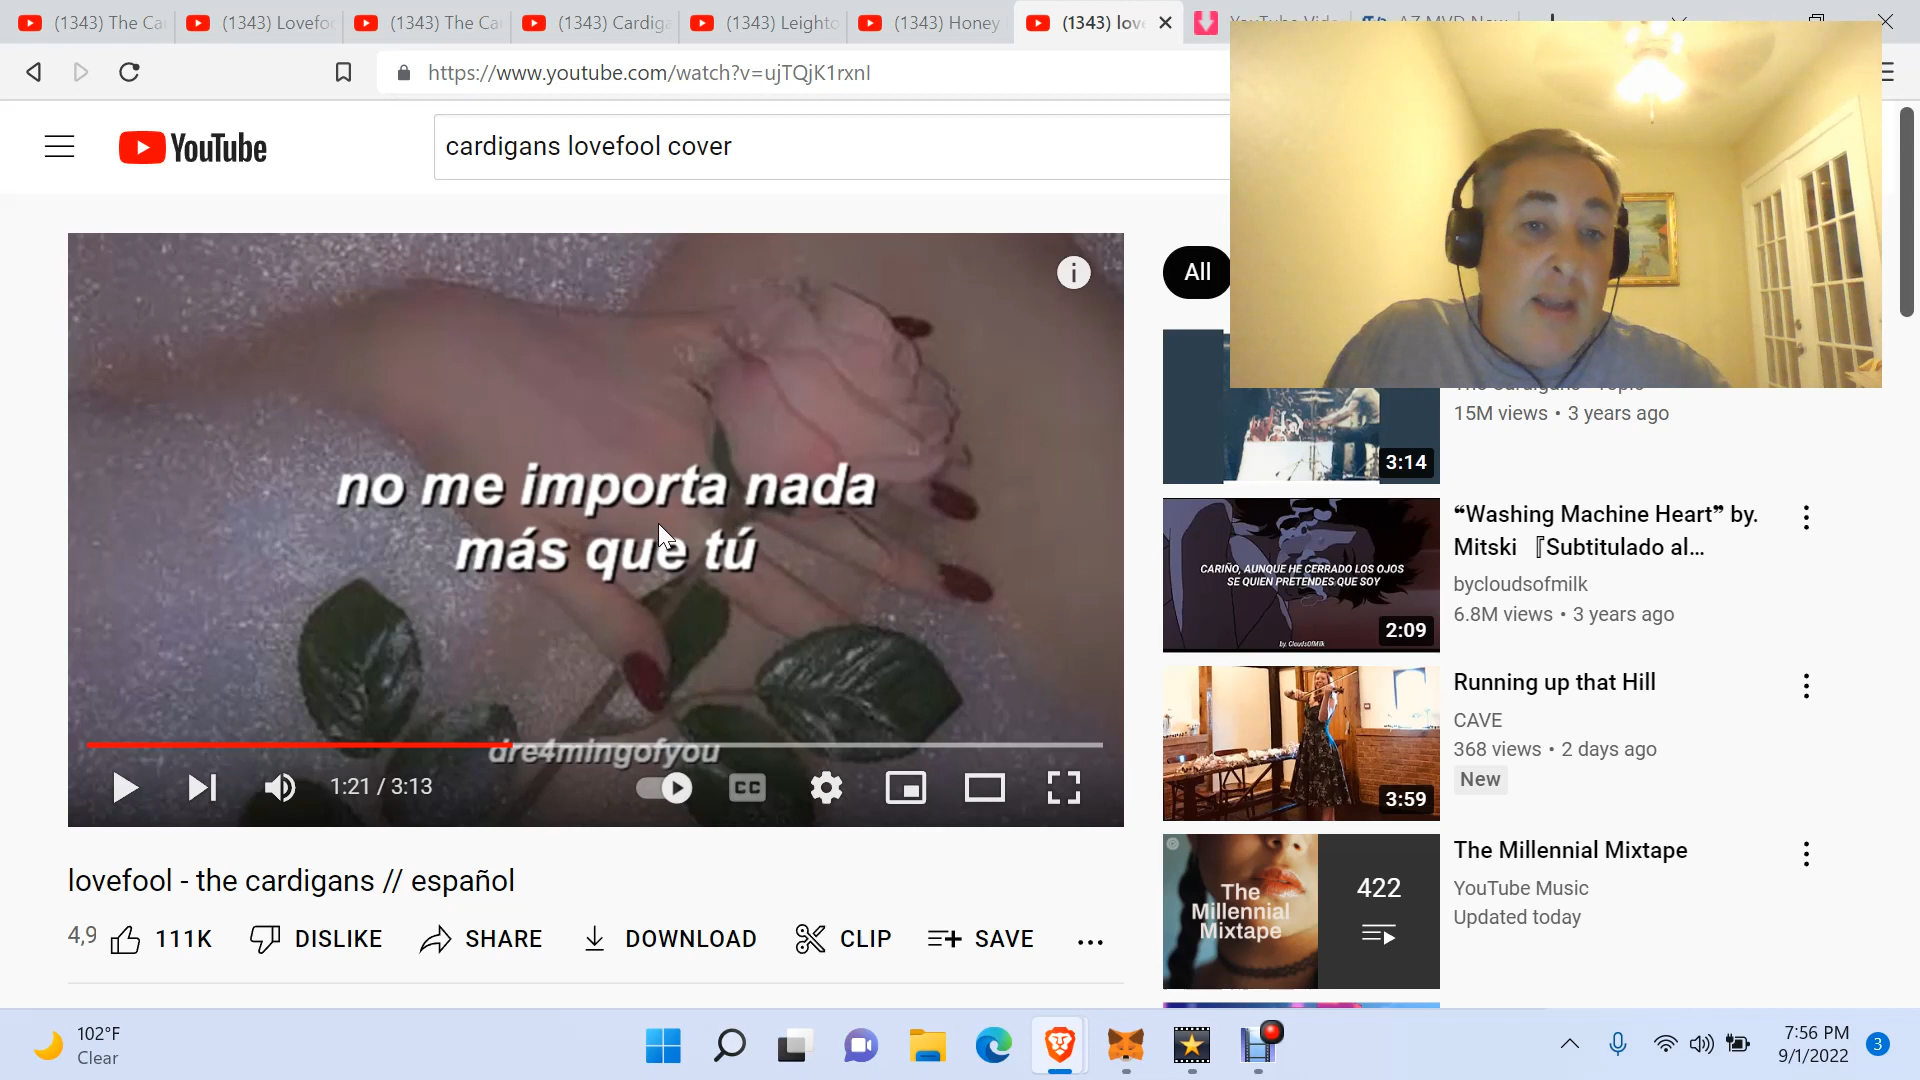 (1343) The Ca
(1343) Lovefoo
(1343) The Ca
(1343) Cardiga
(1343) Leighto
(1343) Honey
(1343) lov
https://www.youtube.com/watch?v=ujTQjK1rxnI
YouTube
cardigans lovefool cover
All
no me importa nada
más que tú
dre4mingofyou
1:21 / 3:13
CC
lovefool - the cardigans // español
4,9
111K
DISLIKE
SHARE
DOWNLOAD
CLIP
SAVE
15M views • 3 years ago
3:14
"Washing Machine Heart" by.
Mitski 『Subtitulado al...
bycloudsofmilk
6.8M views • 3 years ago
CARIÑO, AUNQUE HE CERRADO LOS OJOS
SE QUIEN PRETENDES QUE SOY
by. CloudsOfMilk
2:09
Running up that Hill
CAVE
368 views • 2 days ago
New
3:59
The Millennial Mixtape
YouTube Music
Updated today
The
Millennial
Mixtape
422
102°F
Clear
7:56 PM
9/1/2022
3